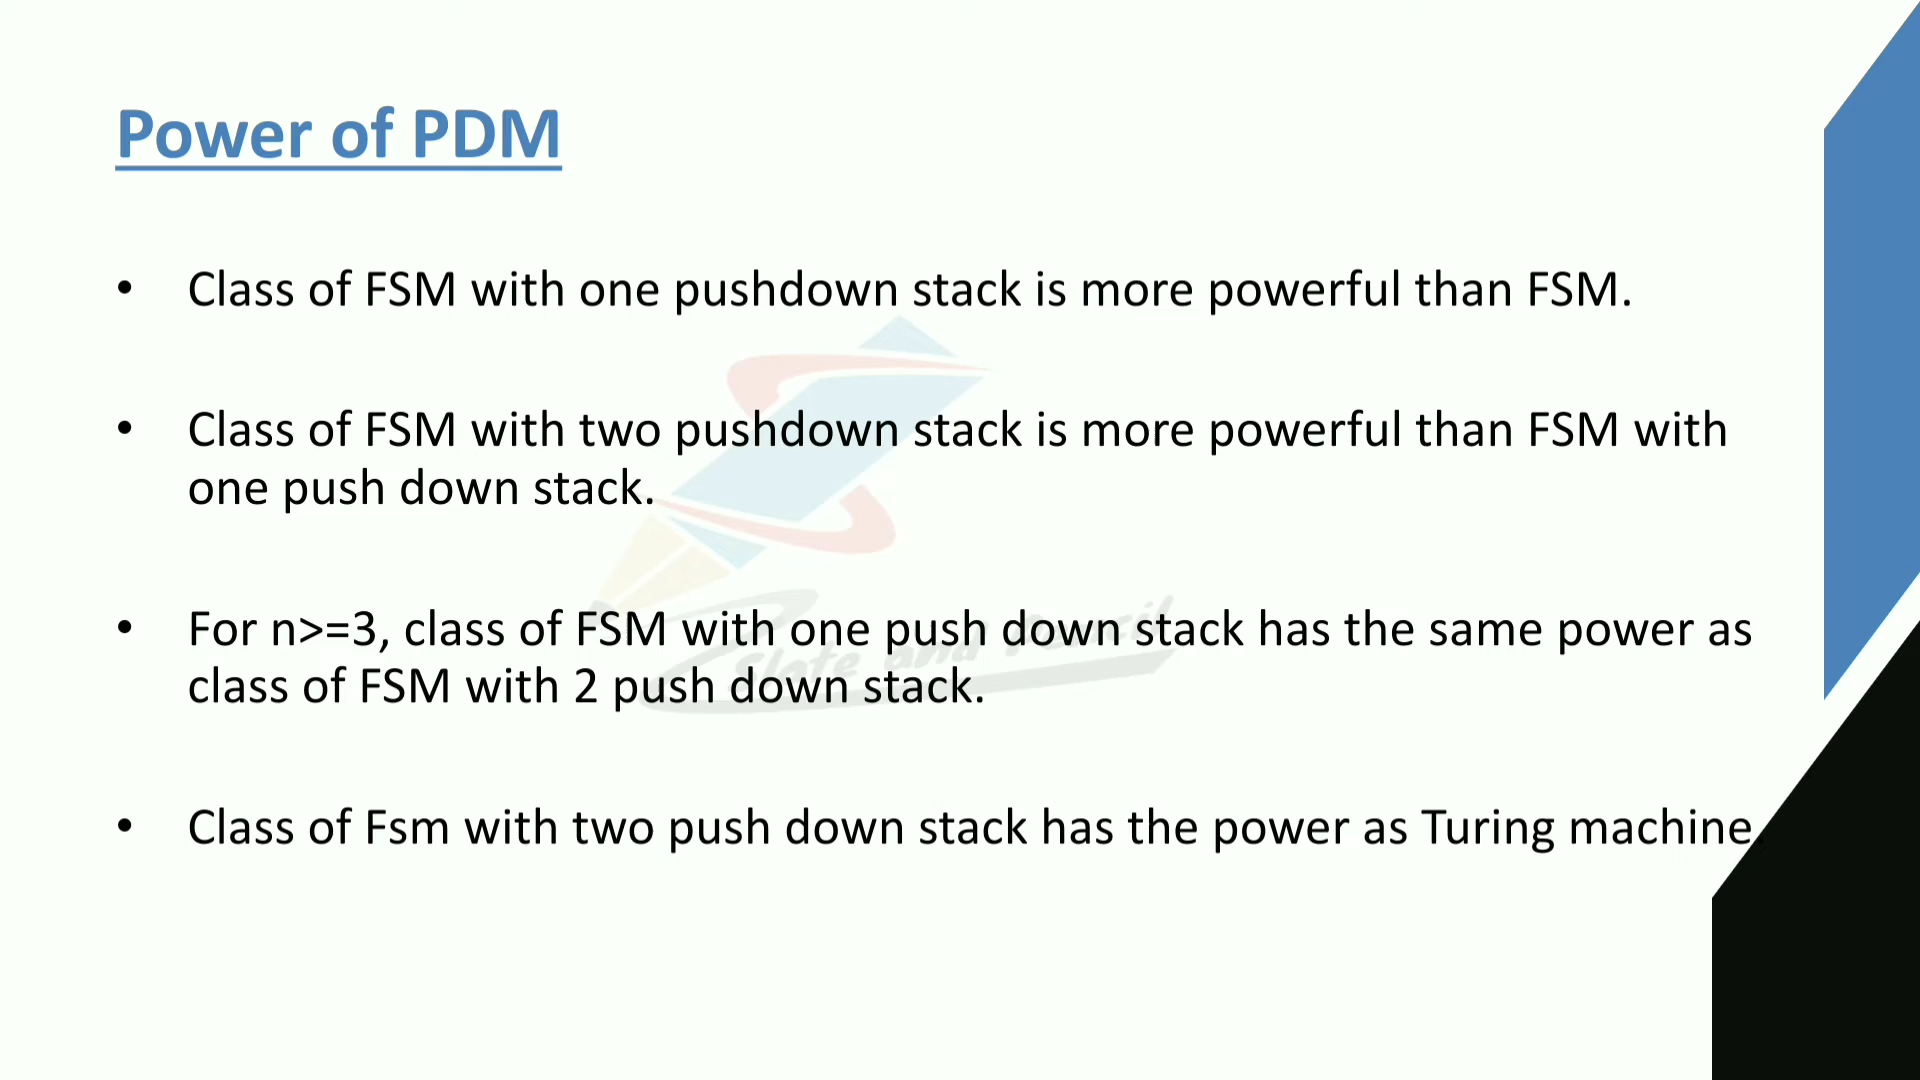 Power of PDM
• Class of FSM with one pushdown stack is more powerful than FSM.
• Class of FSM with two pushdown stack is more powerful than FSM with
one push down stack.
• For n>=3, class of FSM with one push down stack has the same power as
class of FSM with 2 push down stack.
• Class of Fsm with two push down stack has the power as Turing machine.
Slate and Pencil